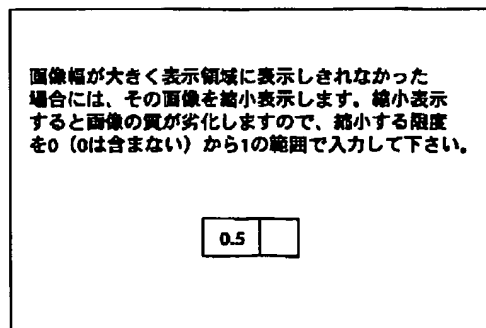 画像幅が大きく表示領域に表示しきれなかった
場合には、その画像を縮小表示します。縮小表示
すると画像の質が劣化しますので、縮小する限度
を0（0は含まない）から1の範囲で入力して下さい。
0.5